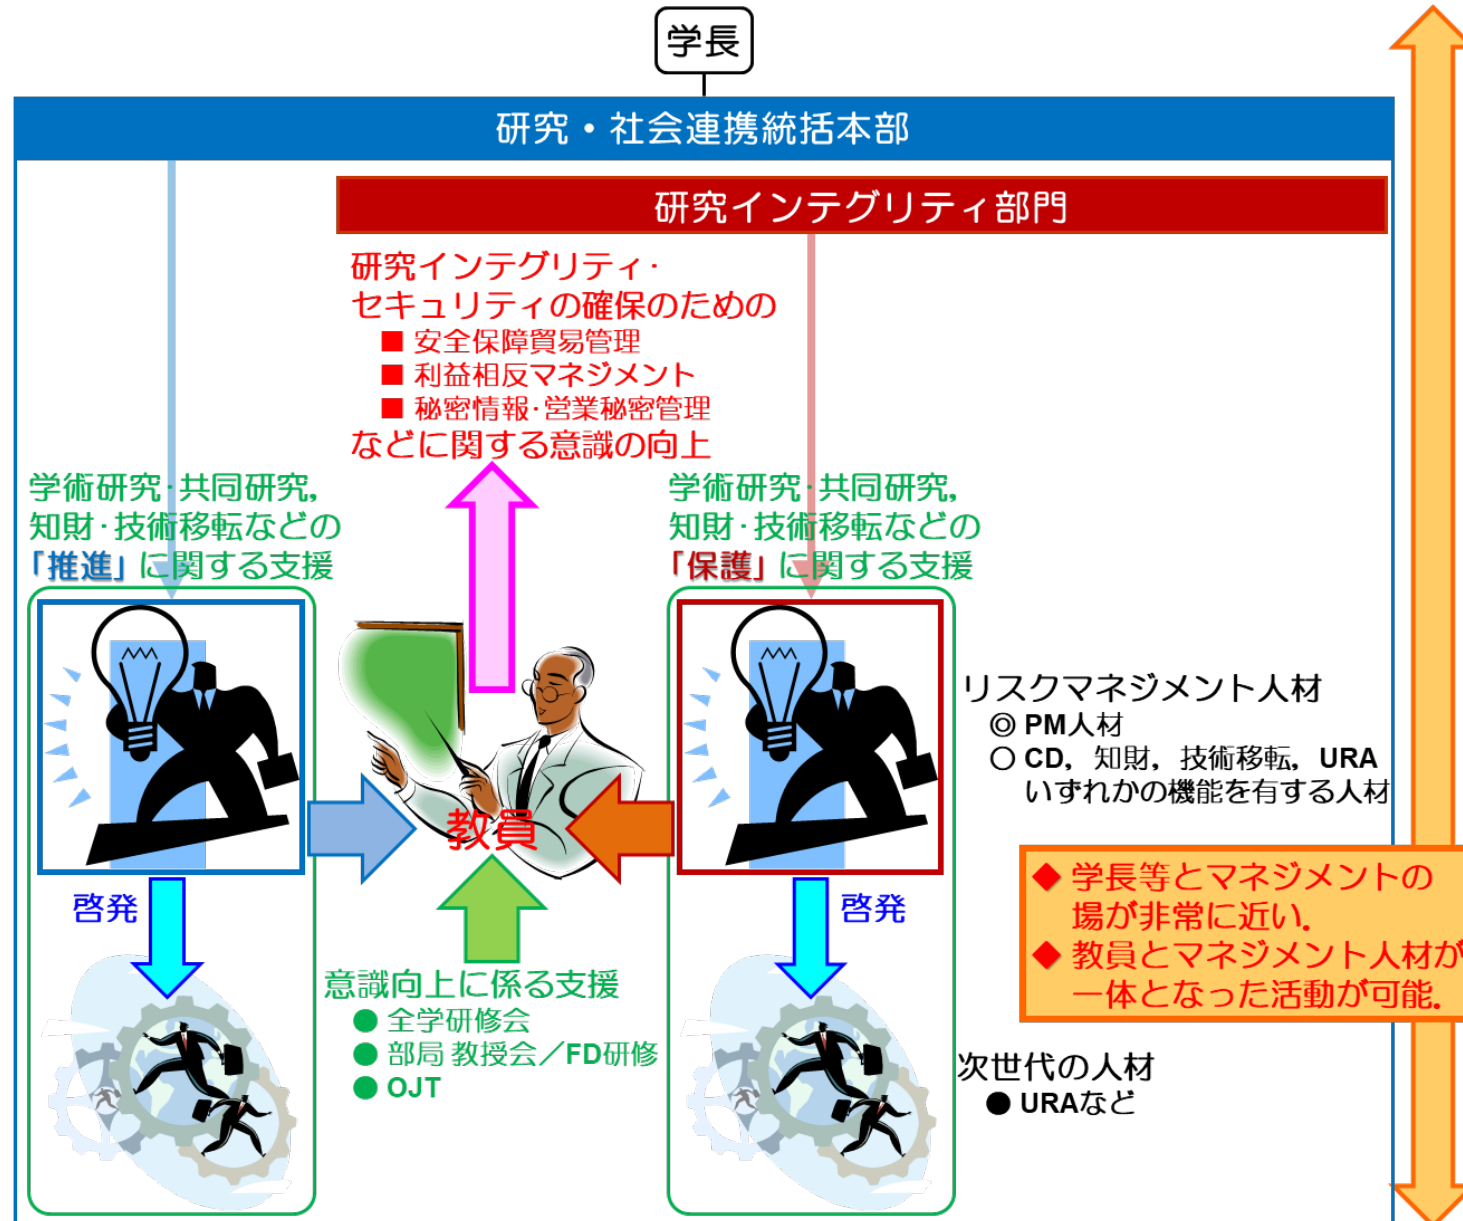 学長
研究・社会連携統括本部
研究インテグリティ部門
研究インテグリティ・
セキュリティの確保のための
■ 安全保障貿易管理
■ 利益相反マネジメント
■ 秘密情報・営業秘密管理
などに関する意識の向上
学術研究・共同研究，
知財・技術移転などの
「推進」に関する支援
学術研究・共同研究，
知財・技術移転などの
「保護」に関する支援
リスクマネジメント人材
◎ PM人材
○ CD，知財，技術移転，URA
いずれかの機能を有する人材
教員
◆ 学長等とマネジメントの
場が非常に近い．
◆ 教員とマネジメント人材が
一体となった活動が可能．
啓発
啓発
意識向上に係る支援
● 全学研修会
● 部局 教授会／FD研修
● OJT
次世代の人材
● URAなど